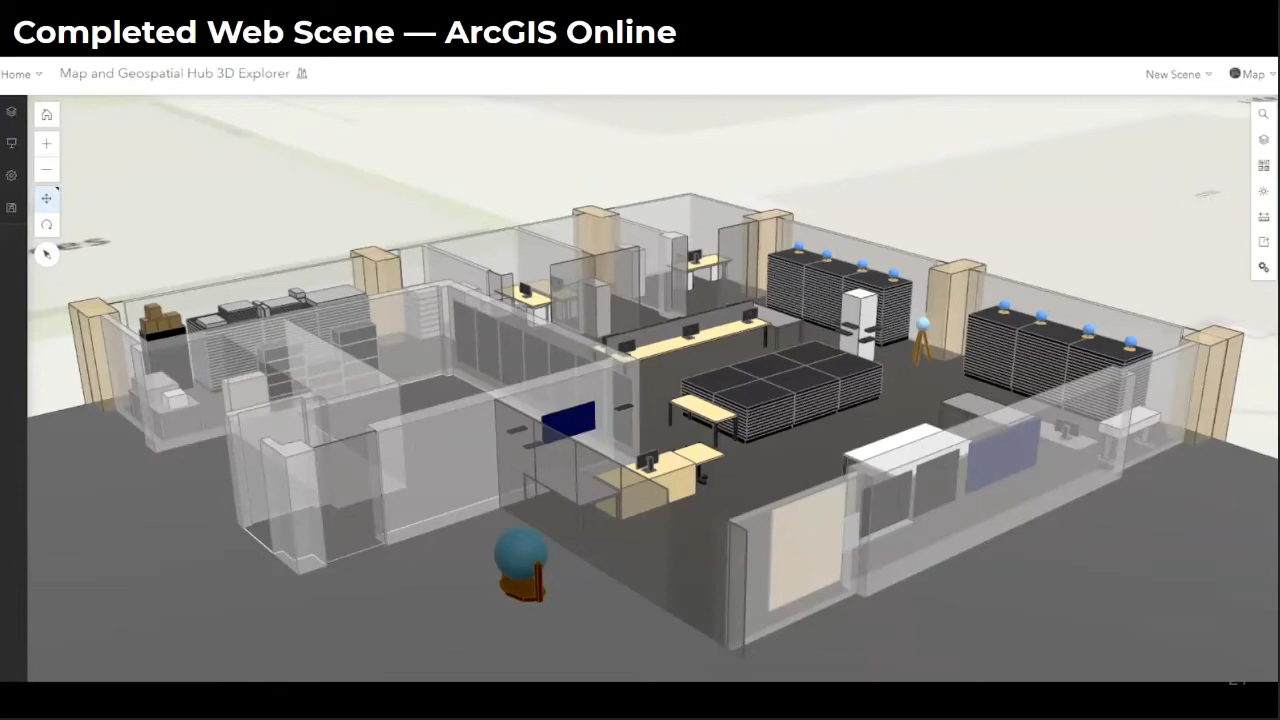 Completed Web Scene — ArcGIS Online
Home
Map and Geospatial Hub 3D Explorer
New Scene
Map